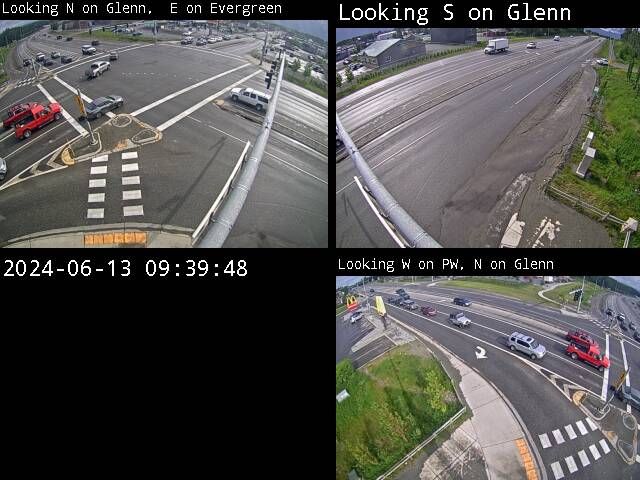 Looking N on Glenn,  E on Evergreen
Looking S on Glenn
2024-06-13 09:39:48
Looking W on PW, N on Glenn